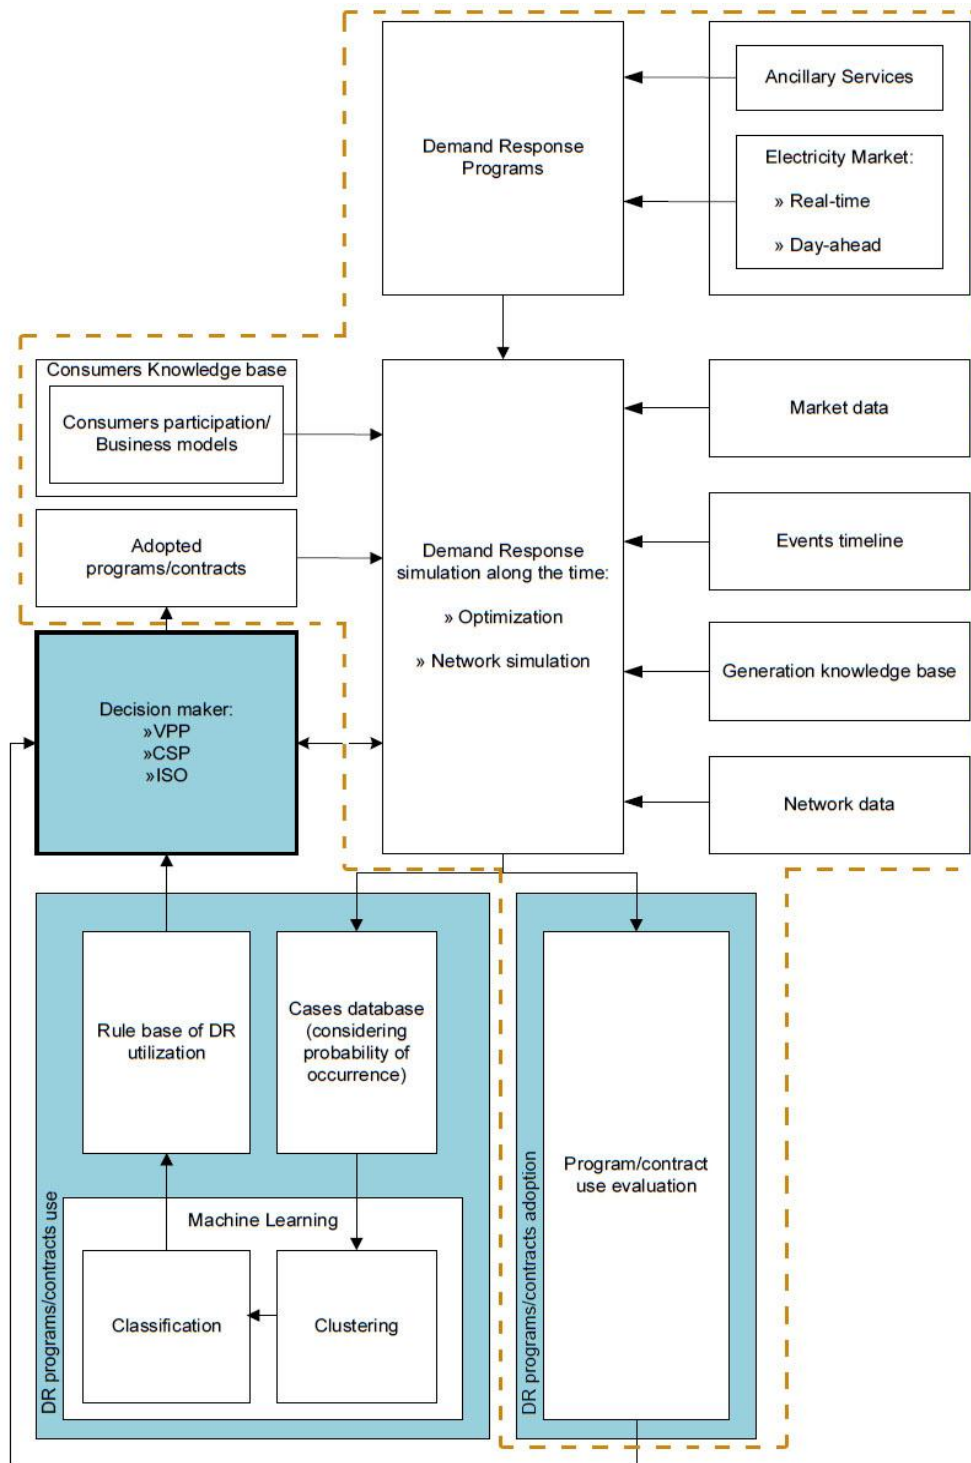 Demand Response
Programs
Ancillary Services
Electricity Market:
» Real-time
» Day-ahead
Consumers Knowledge base
Consumers participation/
Business models
Adopted
programs/contracts
Demand Response
simulation along the time:
» Optimization
» Network simulation
Market data
Events timeline
Generation knowledge base
Network data
Decision maker:
»VPP
»CSP
»ISO
DR programs/contracts use
Rule base of DR
utilization
Cases database
(considering
probability of
occurrence)
Machine Learning
Classification
Clustering
DR programs/contracts adoption
Program/contract
use evaluation